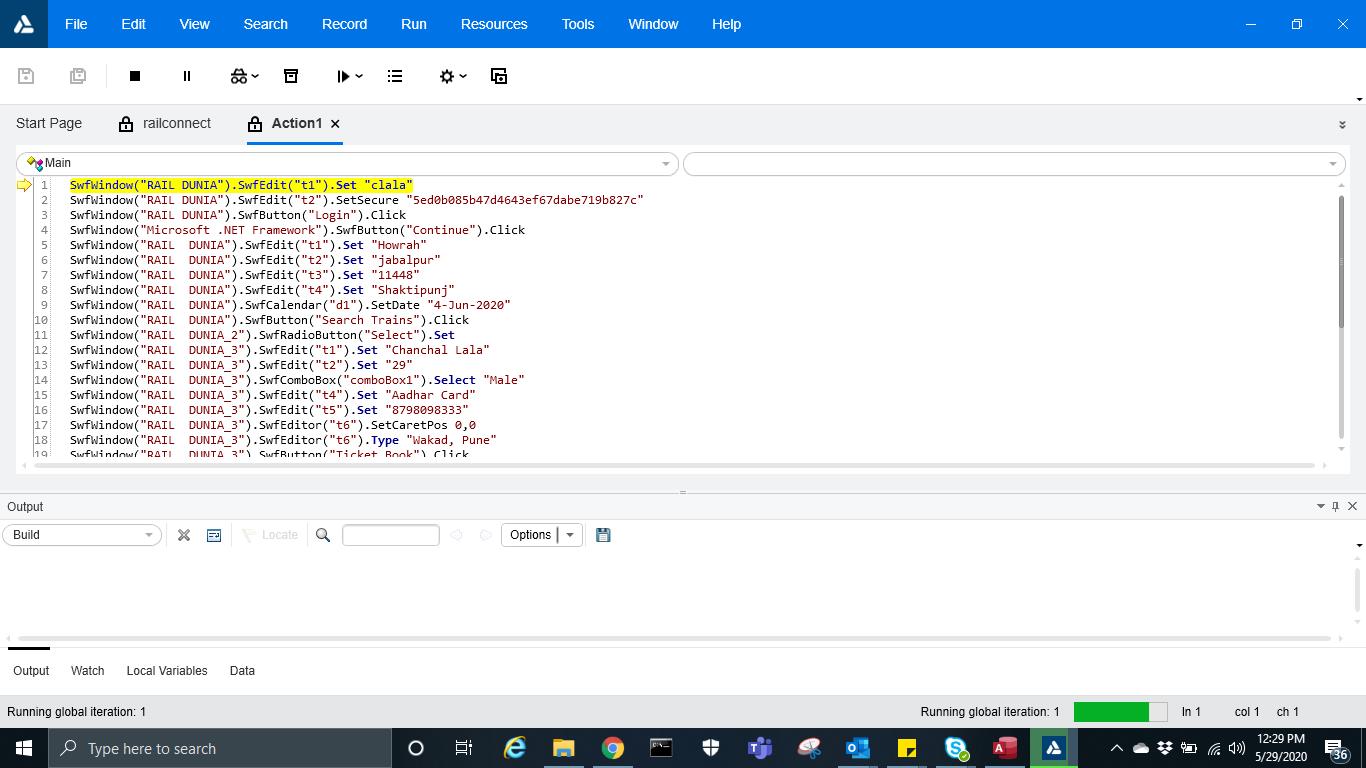 File Edit View Search Record Run Resources Tools Window Help
Start Page railconnect Action1
Main
1 SwfWindow("RAIL DUNIA").SwfEdit("t1").Set "clala"
2 SwfWindow("RAIL DUNIA").SwfEdit("t2").SetSecure "5ed0b085b47d4643ef67dabe719b827c"
3 SwfWindow("RAIL DUNIA").SwfButton("Login").Click
4 SwfWindow("Microsoft .NET Framework").SwfButton("Continue").Click
5 SwfWindow("RAIL  DUNIA").SwfEdit("t1").Set "Howrah"
6 SwfWindow("RAIL  DUNIA").SwfEdit("t2").Set "jabalpur"
7 SwfWindow("RAIL  DUNIA").SwfEdit("t3").Set "11448"
8 SwfWindow("RAIL  DUNIA").SwfEdit("t4").Set "Shaktipunj"
9 SwfWindow("RAIL  DUNIA").SwfCalendar("d1").SetDate "4-Jun-2020"
10 SwfWindow("RAIL  DUNIA").SwfButton("Search Trains").Click
11 SwfWindow("RAIL  DUNIA_2").SwfRadioButton("Select").Set
12 SwfWindow("RAIL  DUNIA_3").SwfEdit("t1").Set "Chanchal Lala"
13 SwfWindow("RAIL  DUNIA_3").SwfEdit("t2").Set "29"
14 SwfWindow("RAIL  DUNIA_3").SwfComboBox("comboBox1").Select "Male"
15 SwfWindow("RAIL  DUNIA_3").SwfEdit("t4").Set "Aadhar Card"
16 SwfWindow("RAIL  DUNIA_3").SwfEdit("t5").Set "8798098333"
17 SwfWindow("RAIL  DUNIA_3").SwfEditor("t6").SetCaretPos 0,0
18 SwfWindow("RAIL  DUNIA_3").SwfEditor("t6").Type "Wakad, Pune"
19 SwfWindow("RAIL  DUNIA_3").SwfButton("Ticket Book").Click
Output
Build Locate Options
Output Watch Local Variables Data
Running global iteration: 1 Running global iteration: 1 ln 1 col 1 ch 1
Type here to search
12:29 PM
5/29/2020
36